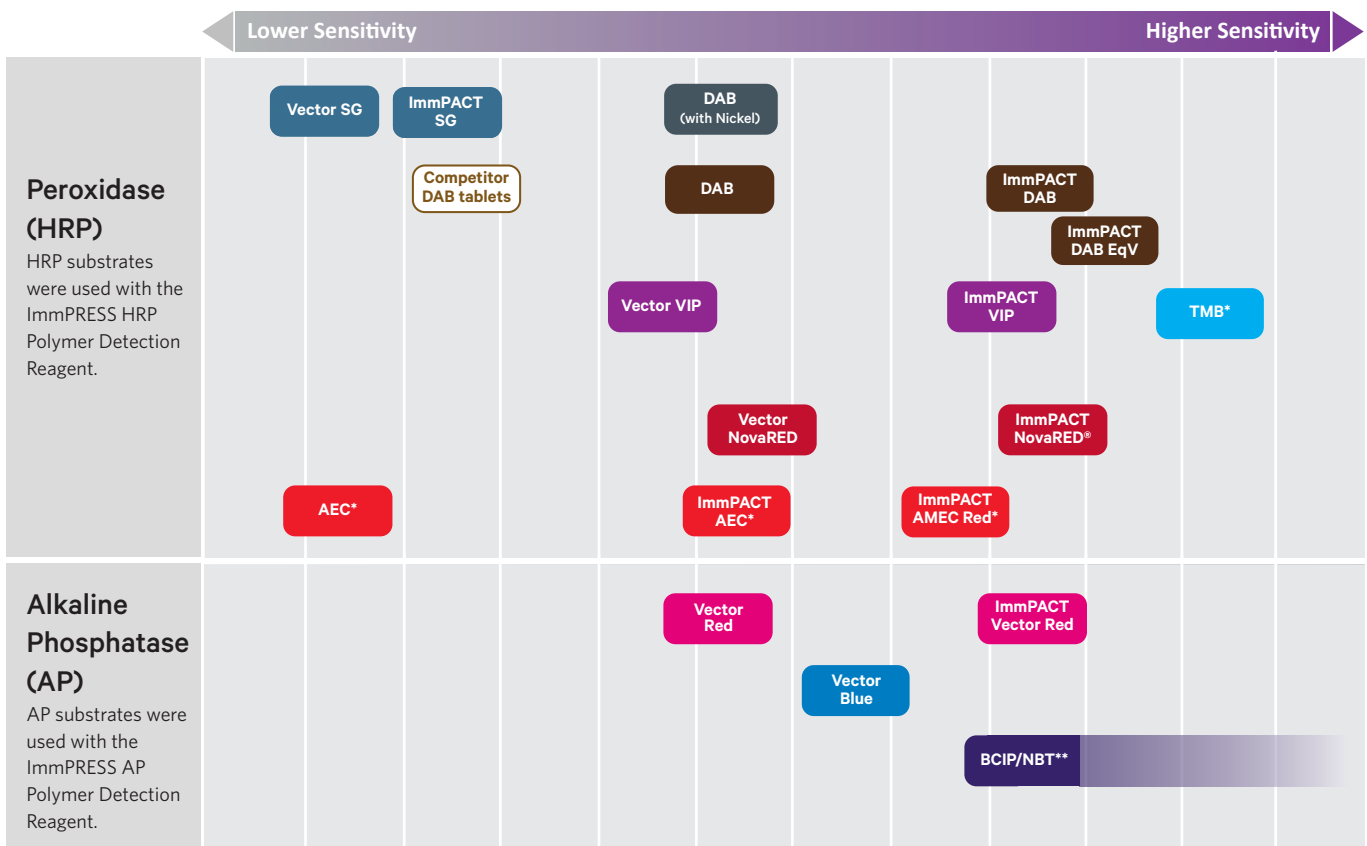 Lower Sensitivity
Higher Sensitivity
Peroxidase
(HRP)
HRP substrates
were used with the
ImmPRESS HRP
Polymer Detection
Reagent.
Vector SG
ImmPACT
SG
DAB
(with Nickel)
Competitor
DAB tablets
DAB
ImmPACT
DAB
ImmPACT
DAB EqV
Vector VIP
ImmPACT
VIP
TMB*
Vector
NovaRED
ImmPACT
NovaRED®
AEC*
ImmPACT
AEC*
ImmPACT
AMEC Red*
Alkaline
Phosphatase
(AP)
AP substrates were
used with the
ImmPRESS AP
Polymer Detection
Reagent.
Vector
Red
ImmPACT
Vector Red
Vector
Blue
BCIP/NBT**